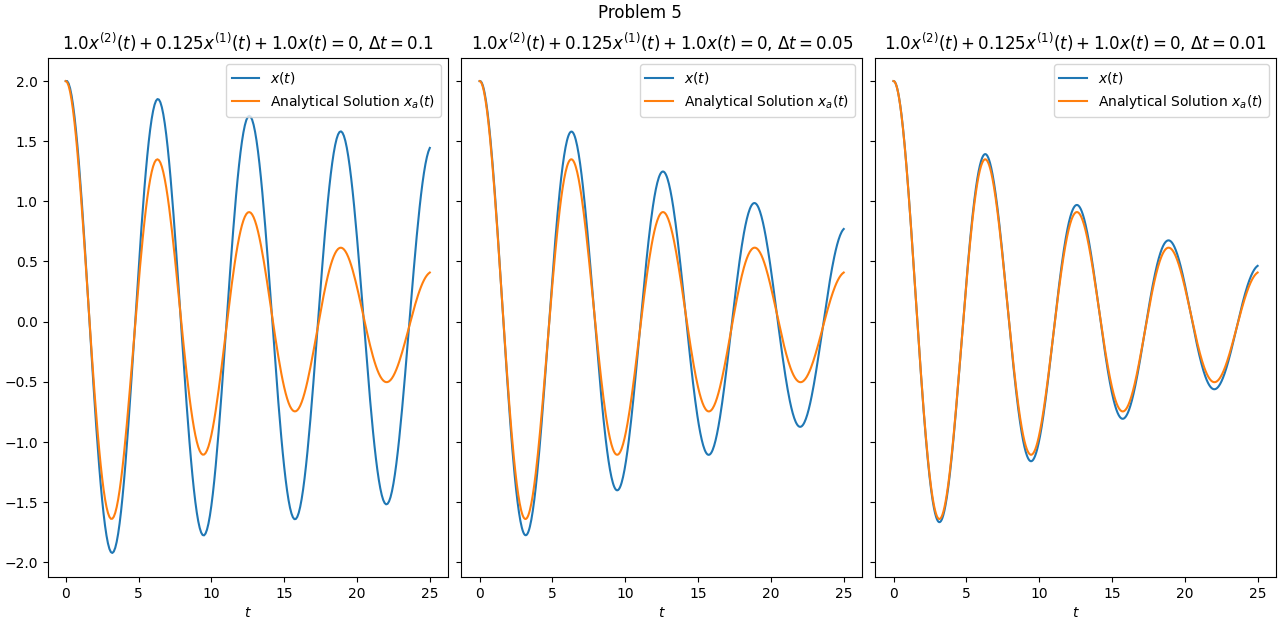 Problem 5
1.0x^{(2)}(t) + 0.125x^{(1)}(t) + 1.0x(t) = 0, Δt = 0.1
1.0x^{(2)}(t) + 0.125x^{(1)}(t) + 1.0x(t) = 0, Δt = 0.05
1.0x^{(2)}(t) + 0.125x^{(1)}(t) + 1.0x(t) = 0, Δt = 0.01
x(t)
Analytical Solution x_a(t)
x(t)
Analytical Solution x_a(t)
x(t)
Analytical Solution x_a(t)
2.0
1.5
1.0
0.5
0.0
−0.5
−1.0
−1.5
−2.0
0 5 10 15 20 25
0 5 10 15 20 25
0 5 10 15 20 25
t
t
t